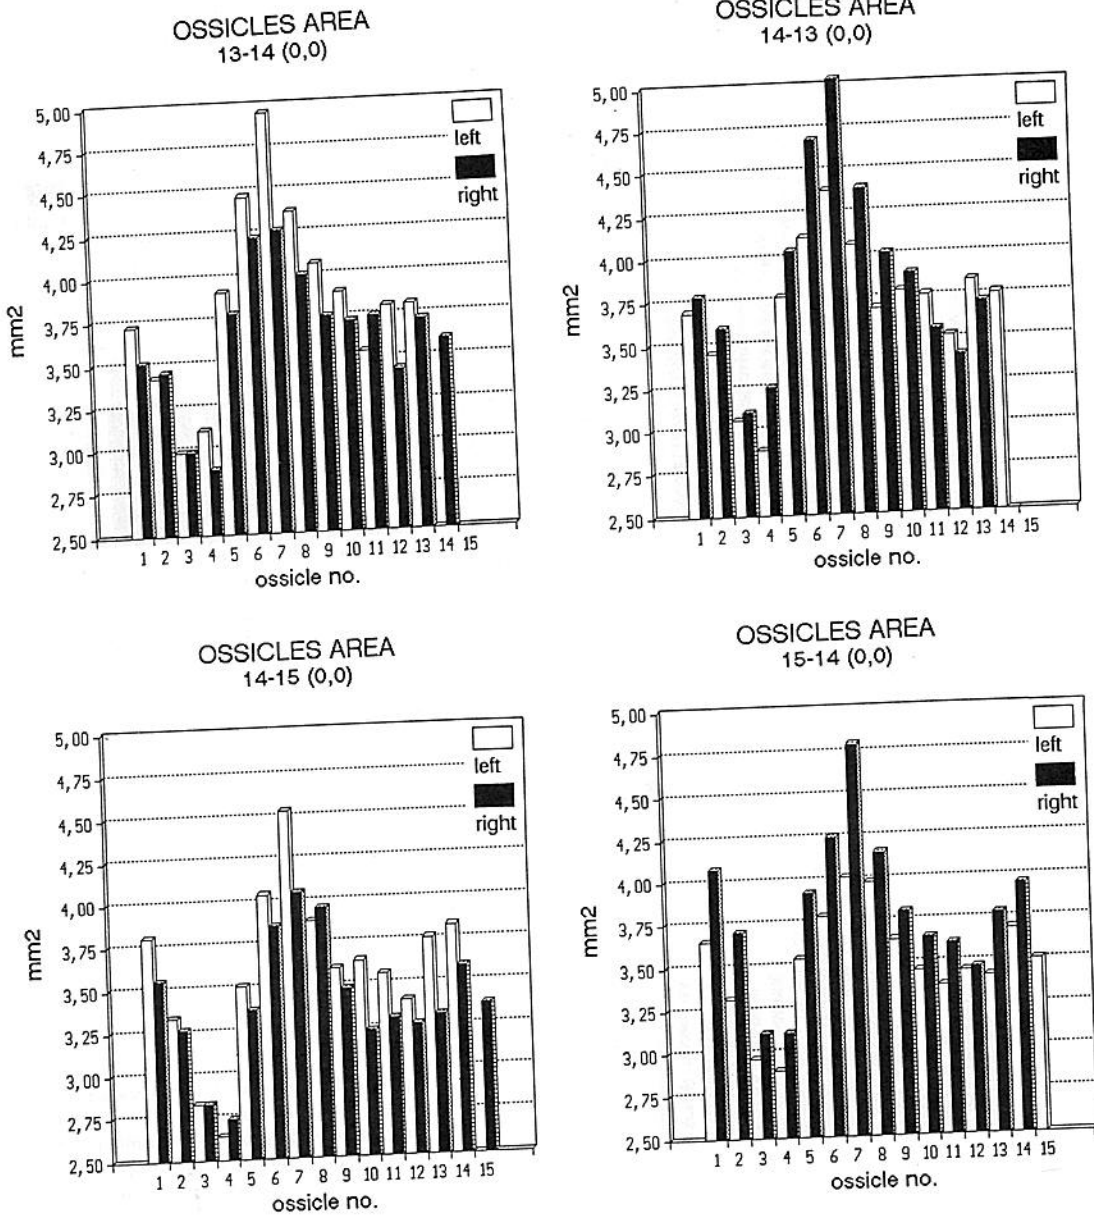 OSSICLES AREA
13-14 (0,0)
5,00
4,75
4,50
4,25
4,00
3,75
3,50
3,25
3,00
2,75
2,50
mm2
left
right
1 2 3 4 5 6 7 8 9 10 11 12 13 14 15
ossicle no.
OSSICLES AREA
14-13 (0,0)
5,00
4,75
4,50
4,25
4,00
3,75
3,50
3,25
3,00
2,75
2,50
mm2
left
right
1 2 3 4 5 6 7 8 9 10 11 12 13 14 15
ossicle no.
OSSICLES AREA
14-15 (0,0)
5,00
4,75
4,50
4,25
4,00
3,75
3,50
3,25
3,00
2,75
2,50
mm2
left
right
1 2 3 4 5 6 7 8 9 10 11 12 13 14 15
ossicle no.
OSSICLES AREA
15-14 (0,0)
5,00
4,75
4,50
4,25
4,00
3,75
3,50
3,25
3,00
2,75
2,50
mm2
left
right
1 2 3 4 5 6 7 8 9 10 11 12 13 14 15
ossicle no.